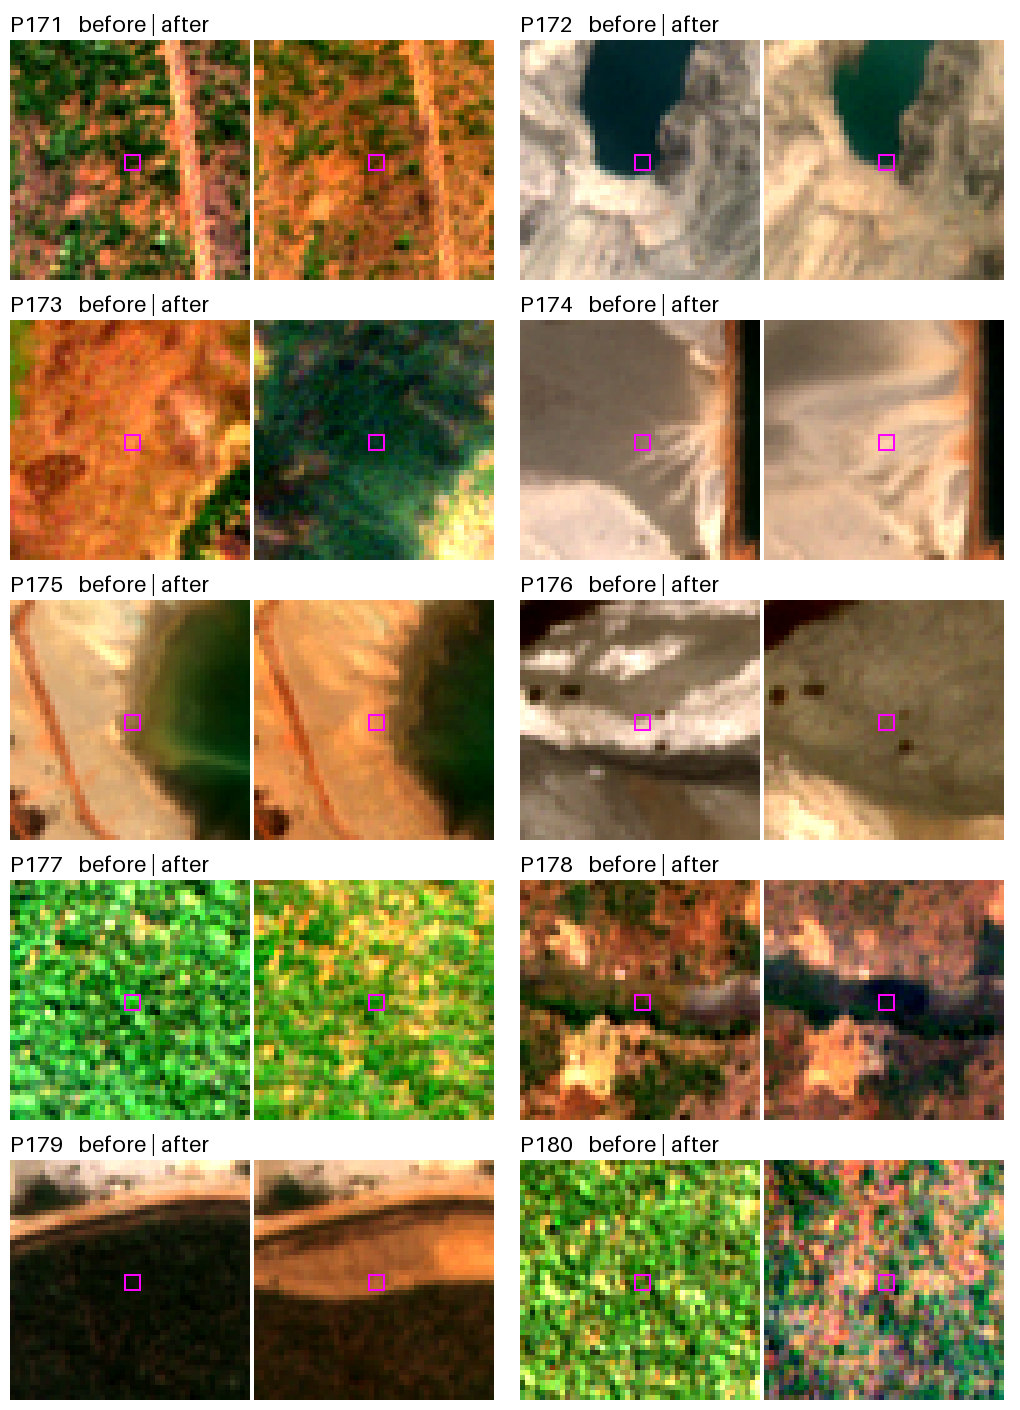 P171 before | after
P172 before | after
P173 before | after
P174 before | after
P175 before | after
P176 before | after
P177 before | after
P178 before | after
P179 before | after
P180 before | after